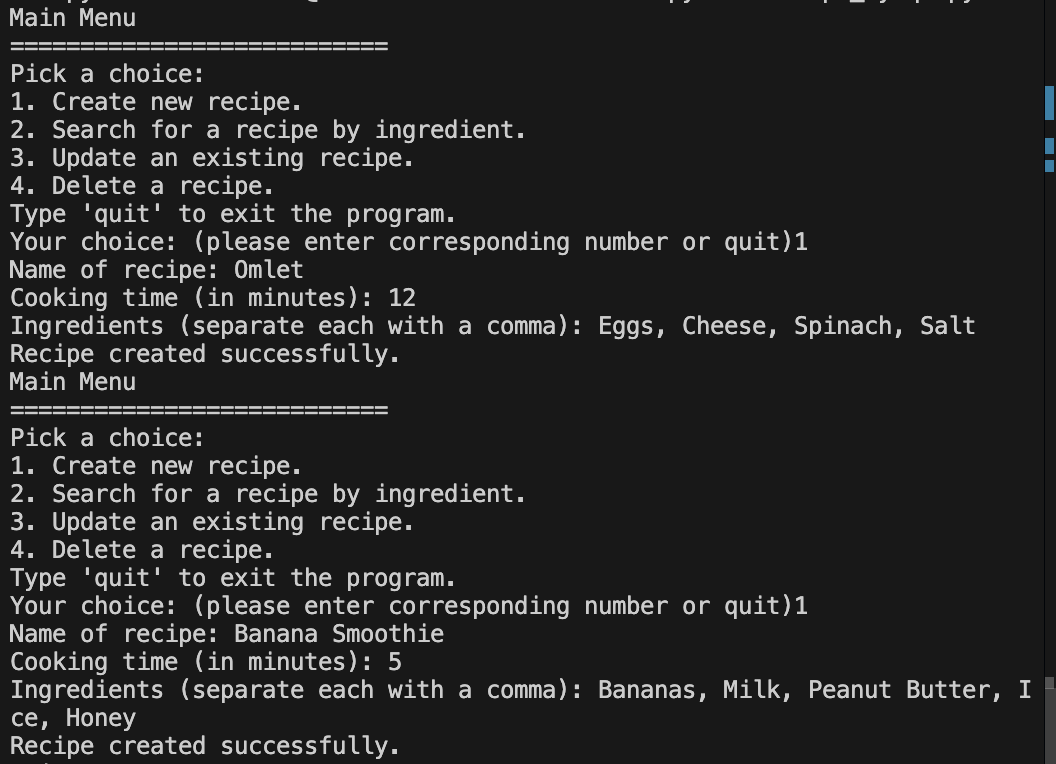 Main Menu
===========================
Pick a choice:
1. Create new recipe.
2. Search for a recipe by ingredient.
3. Update an existing recipe.
4. Delete a recipe.
Type 'quit' to exit the program.
Your choice: (please enter corresponding number or quit)1
Name of recipe: Omlet
Cooking time (in minutes): 12
Ingredients (separate each with a comma): Eggs, Cheese, Spinach, Salt
Recipe created successfully.
Main Menu
===========================
Pick a choice:
1. Create new recipe.
2. Search for a recipe by ingredient.
3. Update an existing recipe.
4. Delete a recipe.
Type 'quit' to exit the program.
Your choice: (please enter corresponding number or quit)1
Name of recipe: Banana Smoothie
Cooking time (in minutes): 5
Ingredients (separate each with a comma): Bananas, Milk, Peanut Butter, I
ce, Honey
Recipe created successfully.